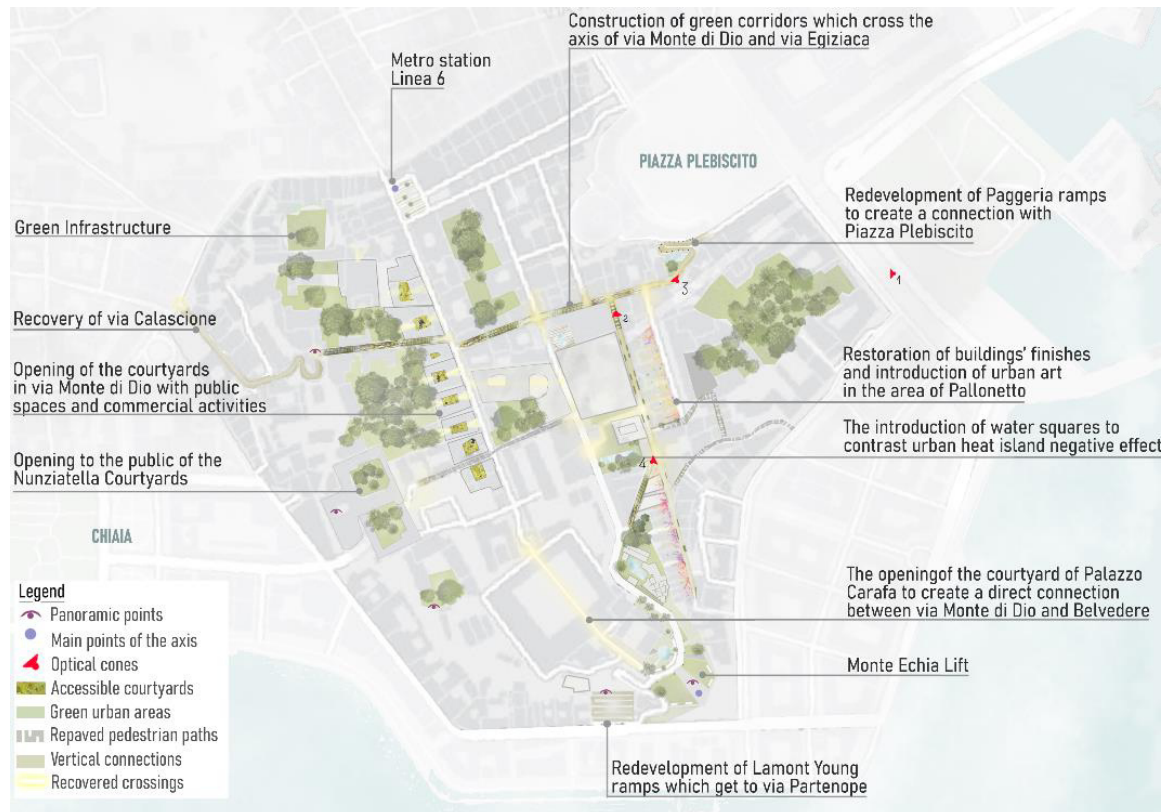 Construction of green corridors which cross the
axis of via Monte di Dio and via Egiziaca
Metro station
Linea 6
PIAZZA PLEBISCITO
Redevelopment of Paggeria ramps
to create a connection with
Piazza Plebiscito
Green Infrastructure
1
3
Recovery of via Calascione
2
Restoration of buildings' finishes
and introduction of urban art
in the area of Pallonetto
Opening of the courtyards
in via Monte di Dio with public
spaces and commercial activities
The introduction of water squares to
contrast urban heat island negative effect
Opening to the public of the
Nunziatella Courtyards
4
CHIAIA
The openingof the courtyard of Palazzo
Carafa to create a direct connection
between via Monte di Dio and Belvedere
Monte Echia Lift
Legend
Panoramic points
Main points of the axis
Optical cones
Accessible courtyards
Green urban areas
Repaved pedestrian paths
Vertical connections
Recovered crossings
Redevelopment of Lamont Young
ramps which get to via Partenope